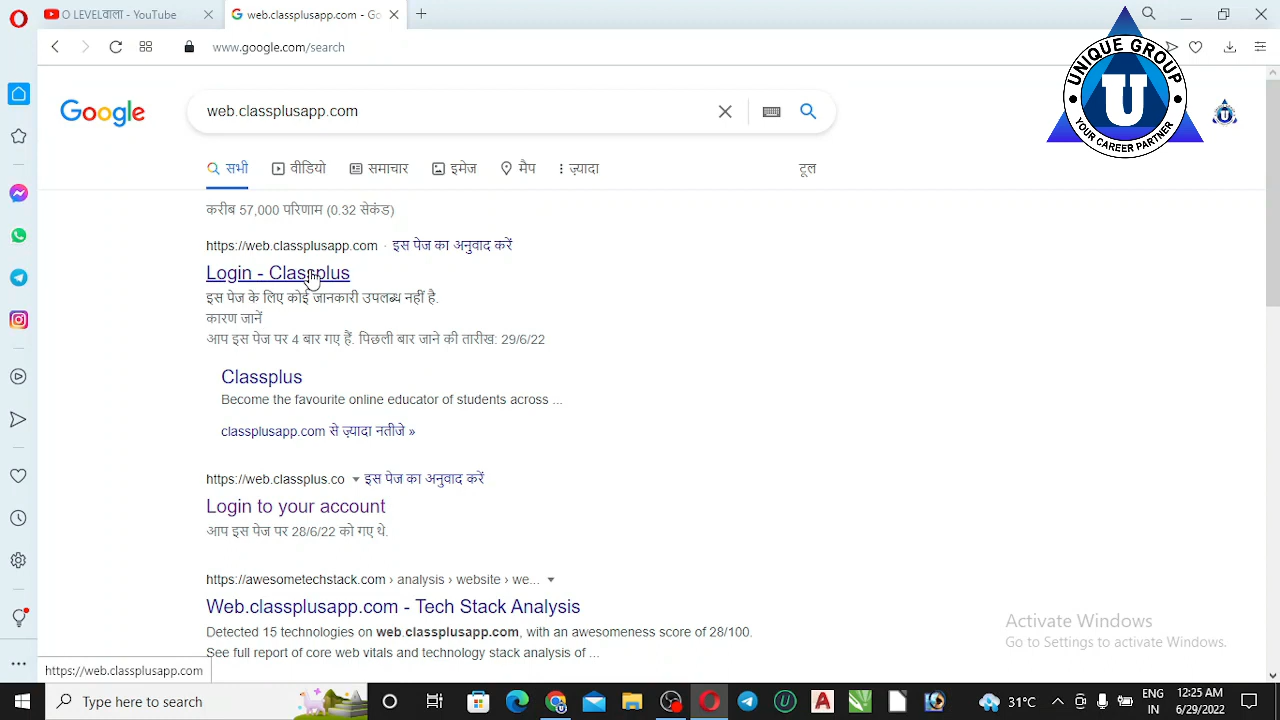 O LEVELवाला - YouTube
web.classplusapp.com - Go
www.google.com/search
UNIQUE GROUP
U
YOUR CAREER PARTNER
Google
web.classplusapp.com
सभी
वीडियो
समाचार
इमेज
मैप
ज़्यादा
टूल
करीब 57,000 परिणाम (0.32 सेकंड)
https://web.classplusapp.com · इस पेज का अनुवाद करें
Login - Classplus
इस पेज के लिए कोई जानकारी उपलब्ध नहीं है.
कारण जानें
आप इस पेज पर 4 बार गए हैं. पिछली बार जाने की तारीख: 29/6/22
Classplus
Become the favourite online educator of students across ...
classplusapp.com से ज़्यादा नतीजे »
https://web.classplus.co इस पेज का अनुवाद करें
Login to your account
आप इस पेज पर 28/6/22 को गए थे.
https://awesometechstack.com › analysis › website › we...
Web.classplusapp.com - Tech Stack Analysis
Detected 15 technologies on web.classplusapp.com, with an awesomeness score of 28/100.
See full report of core web vitals and technology stack analysis of ...
Activate Windows
Go to Settings to activate Windows.
https://web.classplusapp.com
Type here to search
31°C
ENG
IN
12:25 AM
6/29/2022